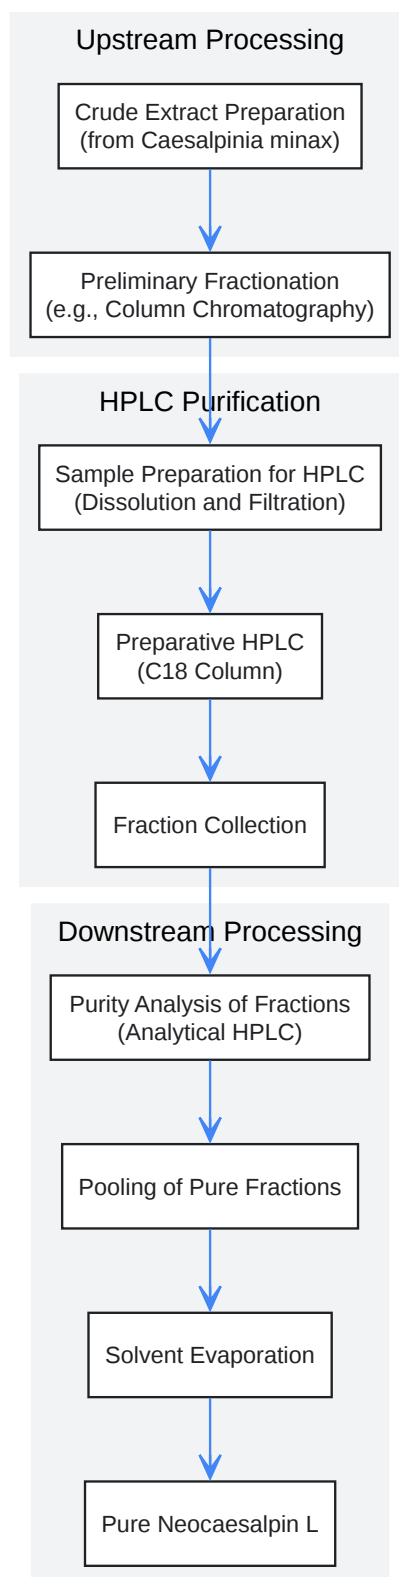 Upstream Processing
Crude Extract Preparation
(from Caesalpinia minax)
Preliminary Fractionation
(e.g., Column Chromatography)
HPLC Purification
Sample Preparation for HPLC
(Dissolution and Filtration)
Preparative HPLC
(C18 Column)
Fraction Collection
Downstream Processing
Purity Analysis of Fractions
(Analytical HPLC)
Pooling of Pure Fractions
Solvent Evaporation
Pure Neocaesalpin L